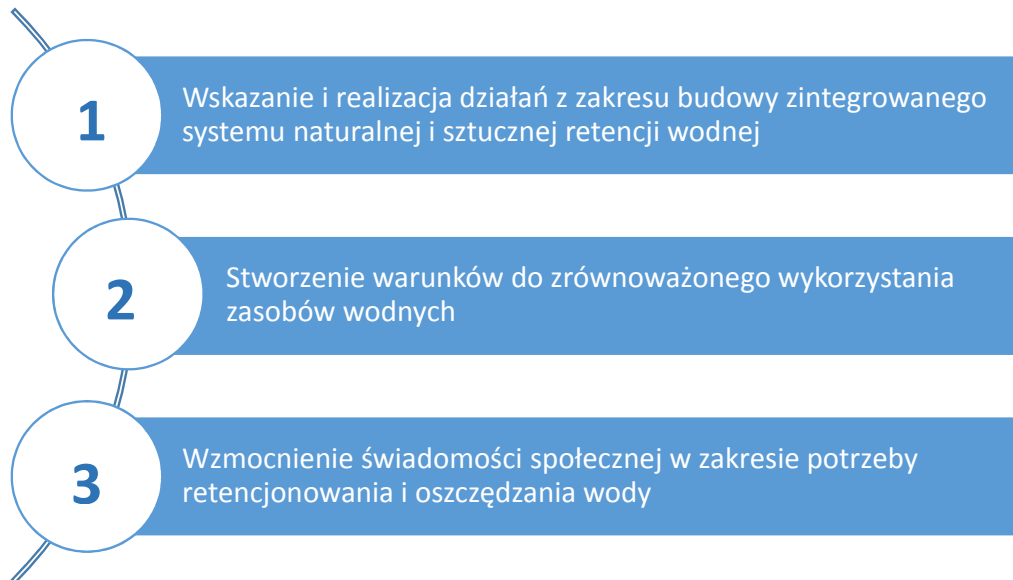 1
Wskazanie i realizacja działań z zakresu budowy zintegrowanego
systemu naturalnej i sztucznej retencji wodnej
2
Stworzenie warunków do zrównoważonego wykorzystania
zasobów wodnych
3
Wzmocnienie świadomości społecznej w zakresie potrzeby
retencjonowania i oszczędzania wody